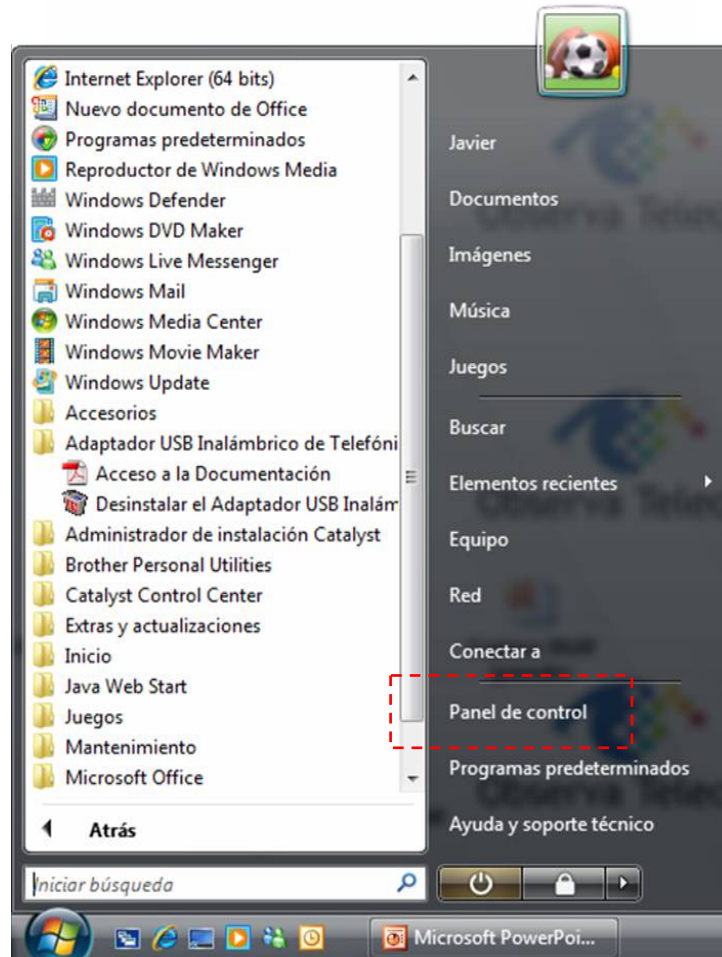 Internet Explorer (64 bits)
Nuevo documento de Office
Programas predeterminados
Reproductor de Windows Media
Windows Defender
Windows DVD Maker
Windows Live Messenger
Windows Mail
Windows Media Center
Windows Movie Maker
Windows Update
Accesorios
Adaptador USB Inalámbrico de Telefóni
Acceso a la Documentación
Desinstalar el Adaptador USB Inalám
Administrador de instalación Catalyst
Brother Personal Utilities
Catalyst Control Center
Extras y actualizaciones
Inicio
Java Web Start
Juegos
Mantenimiento
Microsoft Office
Atrás
Iniciar búsqueda
Javier
Documentos
Imágenes
Música
Juegos
Buscar
Elementos recientes
Equipo
Red
Conectar a
Panel de control
Programas predeterminados
Ayuda y soporte técnico
Observa Telec
Microsoft PowerPoi...